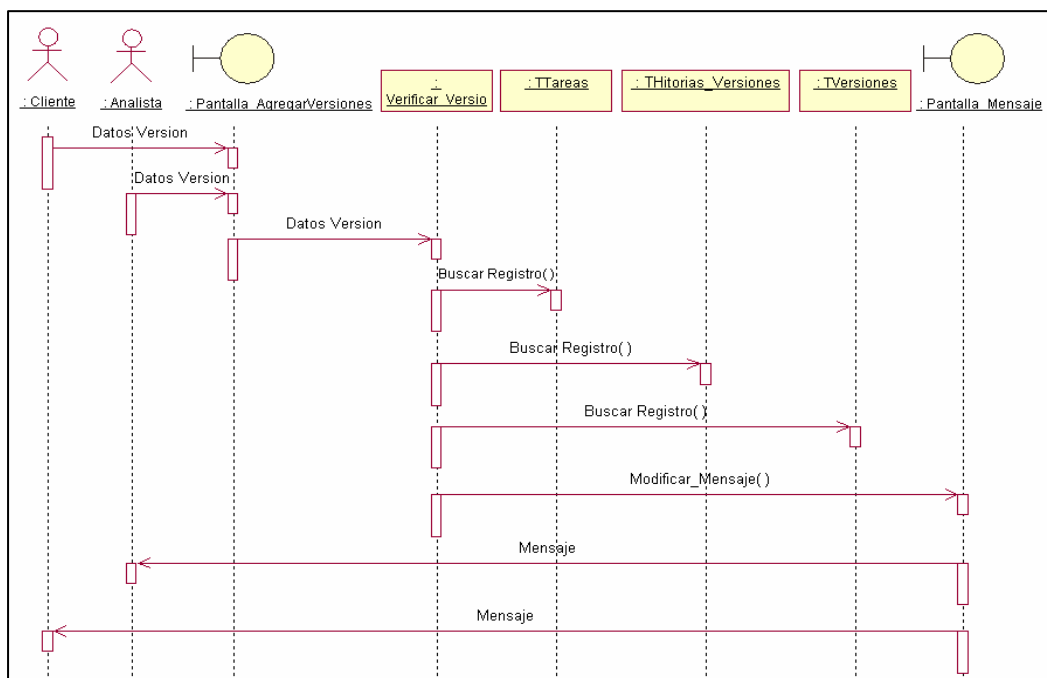 : Cliente
: Analista
: Pantalla_AgregarVersiones
:
Verificar_Versio
: TTareas
: THitorias_Versiones
: TVersiones
: Pantalla_Mensaje
Datos Version
Datos Version
Datos Version
Buscar Registro( )
Buscar Registro( )
Buscar Registro( )
Modificar_Mensaje( )
Mensaje
Mensaje